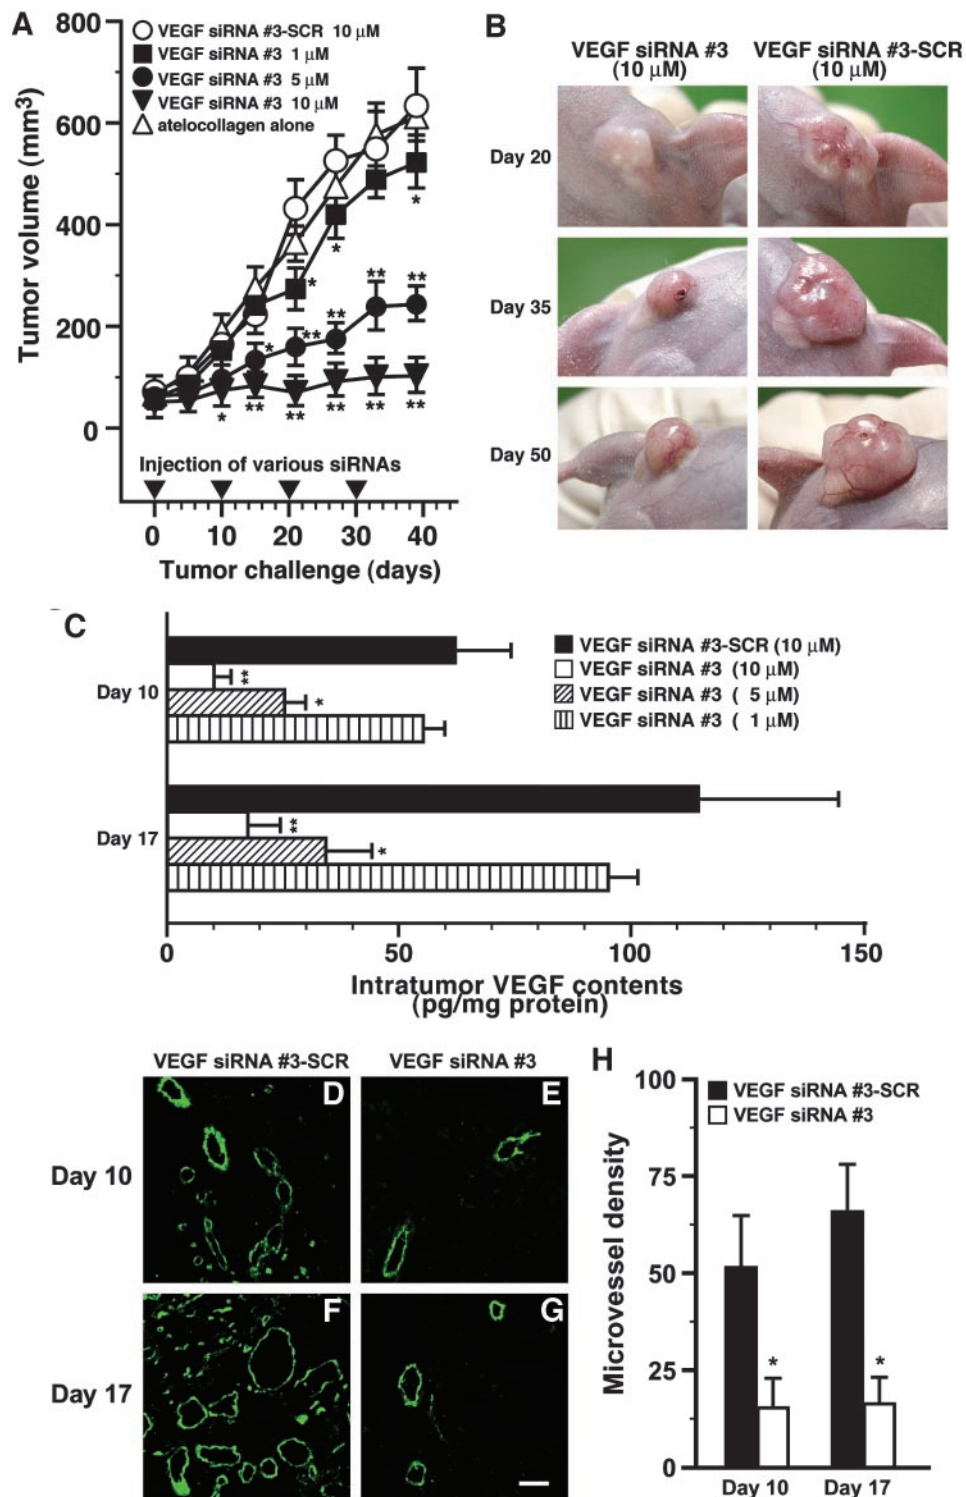 A
800
600
400
200
0
Tumor volume (mm³)
VEGF siRNA #3-SCR 10 μM
VEGF siRNA #3 1 μM
VEGF siRNA #3 5 μM
VEGF siRNA #3 10 μM
atelocollagen alone
*
*
*
**
**
**
**
*
**
*
**
**
**
**
**
Injection of various siRNAs
0 10 20 30 40
Tumor challenge (days)
B
VEGF siRNA #3
(10 μM)
VEGF siRNA #3-SCR
(10 μM)
Day 20
Day 35
Day 50
C
VEGF siRNA #3-SCR (10 μM)
VEGF siRNA #3 (10 μM)
VEGF siRNA #3 ( 5 μM)
VEGF siRNA #3 ( 1 μM)
Day 10
**
*
Day 17
**
*
0 50 100 150
Intratumor VEGF contents
(pg/mg protein)
VEGF siRNA #3-SCR
VEGF siRNA #3
Day 10
D
E
Day 17
F
G
H
100
75
50
25
0
Microvessel density
VEGF siRNA #3-SCR
VEGF siRNA #3
*
*
Day 10 Day 17